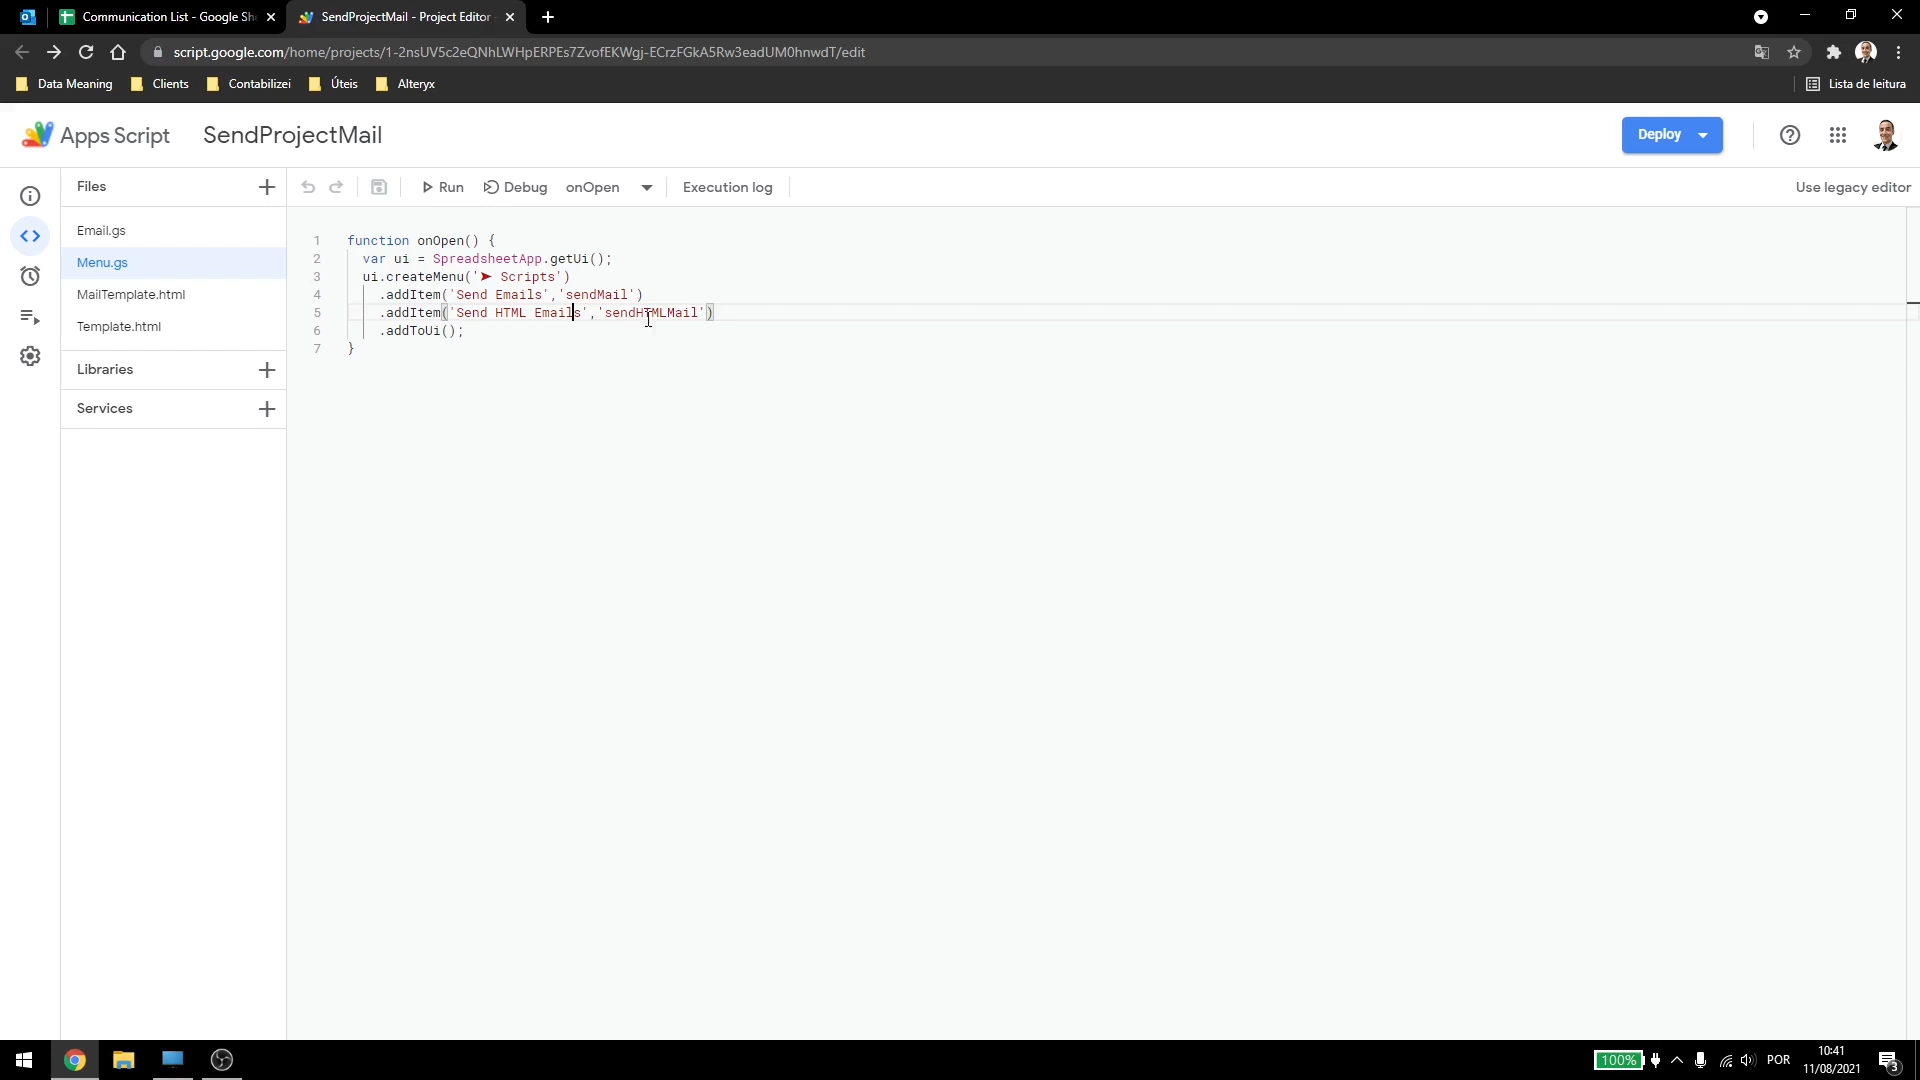 Communication List - Google Sh
SendProjectMail - Project Editor
script.google.com/home/projects/1-2nsUV5c2eQNhLWHpERPEs7ZvofEKWgj-ECrzFGkA5Rw3eadUM0hnwdT/edit
Data Meaning Clients Contabilizei Úteis Alteryx Lista de leitura
Apps Script SendProjectMail Deploy
Files Run Debug onOpen Execution log Use legacy editor
Email.gs
Menu.gs
MailTemplate.html
Template.html
Libraries
Services
1 function onOpen() {
2 var ui = SpreadsheetApp.getUi();
3 ui.createMenu('➤ Scripts')
4 .addItem('Send Emails','sendMail')
5 .addItem('Send HTML Emails','sendHTMLMail')
6 .addToUi();
7 }
100% POR 10:41
11/08/2021 3